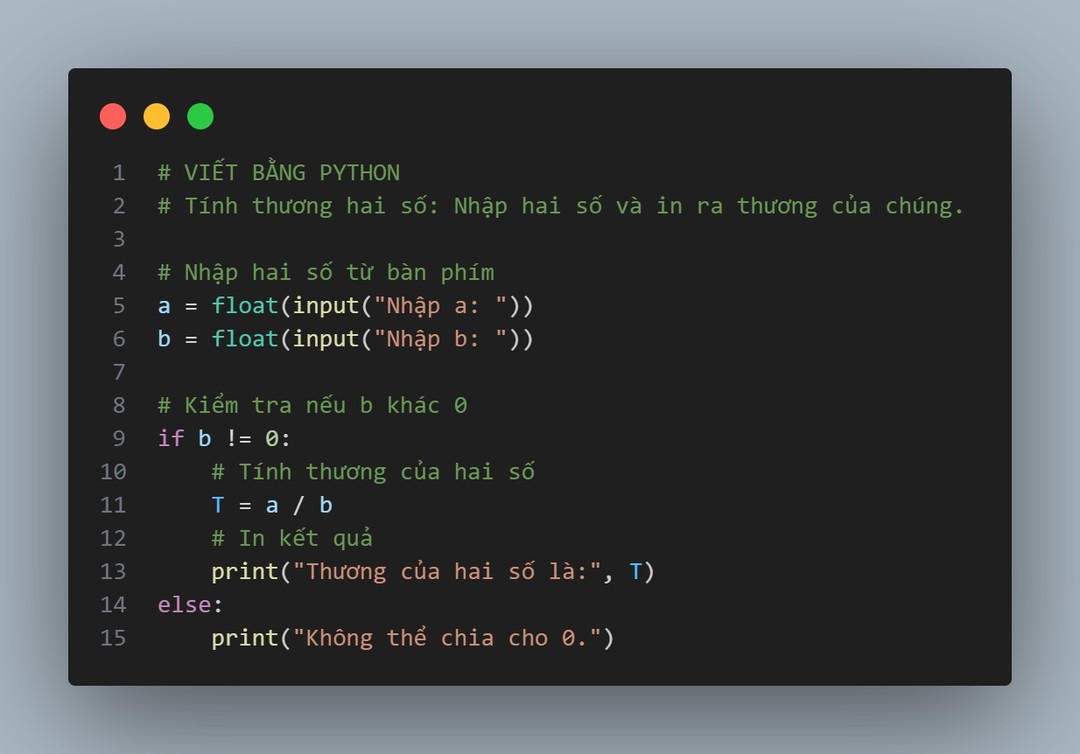 1 # VIẾT BẰNG PYTHON
2 # Tính thương hai số: Nhập hai số và in ra thương của chúng.
3
4 # Nhập hai số từ bàn phím
5 a = float(input("Nhập a: "))
6 b = float(input("Nhập b: "))
7
8 # Kiểm tra nếu b khác 0
9 if b != 0:
10     # Tính thương của hai số
11     T = a / b
12     # In kết quả
13     print("Thương của hai số là:", T)
14 else:
15     print("Không thể chia cho 0.")